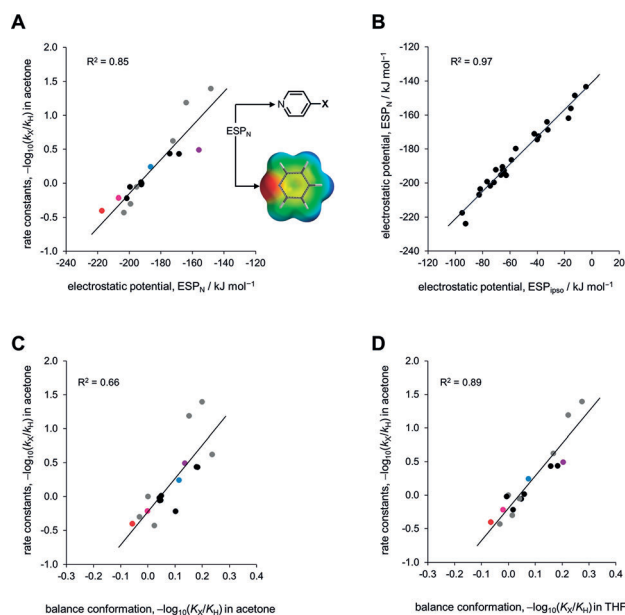 A
R² = 0.85
rate constants, –log₁₀(kX/kH) in acetone
2.0
1.5
1.0
0.5
0.0
-0.5
-1.0
-240 -220 -200 -180 -160 -140 -120
electrostatic potential, ESPN / kJ mol⁻¹
ESPN
N
X
B
R² = 0.97
electrostatic potential, ESPN / kJ mol⁻¹
-120
-140
-160
-180
-200
-220
-240
-120 -100 -80 -60 -40 -20 0 20
electrostatic potential, ESPipso / kJ mol⁻¹
C
R² = 0.66
rate constants, –log₁₀(kX/kH) in acetone
2.0
1.5
1.0
0.5
0.0
-0.5
-1.0
-0.3 -0.2 -0.1 0.0 0.1 0.2 0.3 0.4
balance conformation, –log₁₀(KX/KH) in acetone
D
R² = 0.89
rate constants, –log₁₀(kX/kH) in acetone
2.0
1.5
1.0
0.5
0.0
-0.5
-1.0
-0.3 -0.2 -0.1 0.0 0.1 0.2 0.3 0.4
balance conformation, –log₁₀(KX/KH) in THF